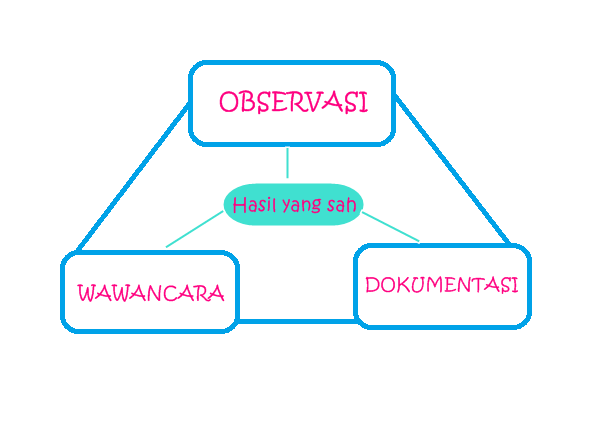 OBSERVASI
Hasil yang sah
WAWANCARA
DOKUMENTASI